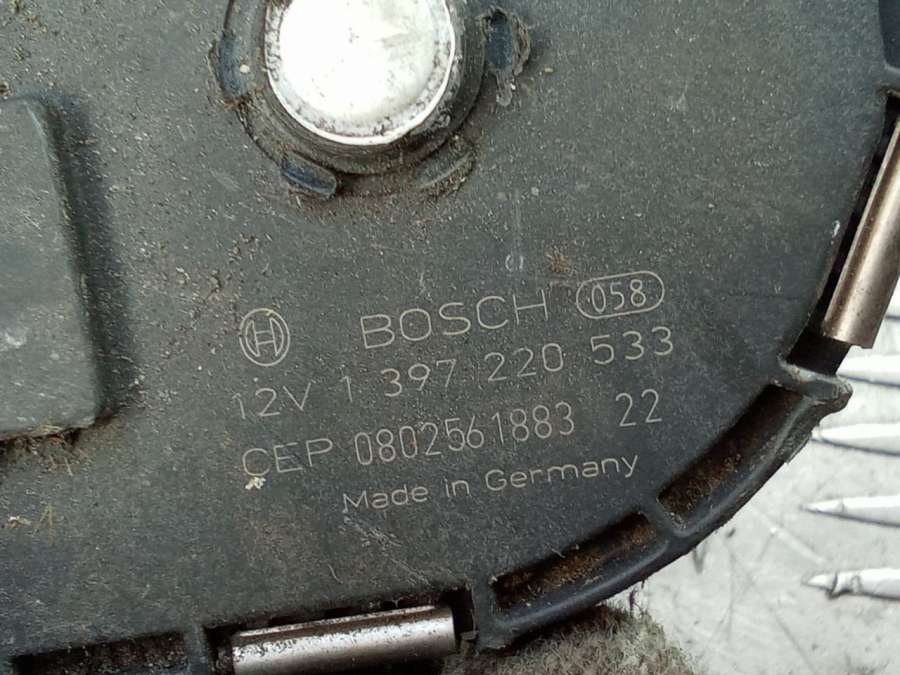 BOSCH 058
12V 1 397 220 533
CEP 0802561883 22
Made in Germany